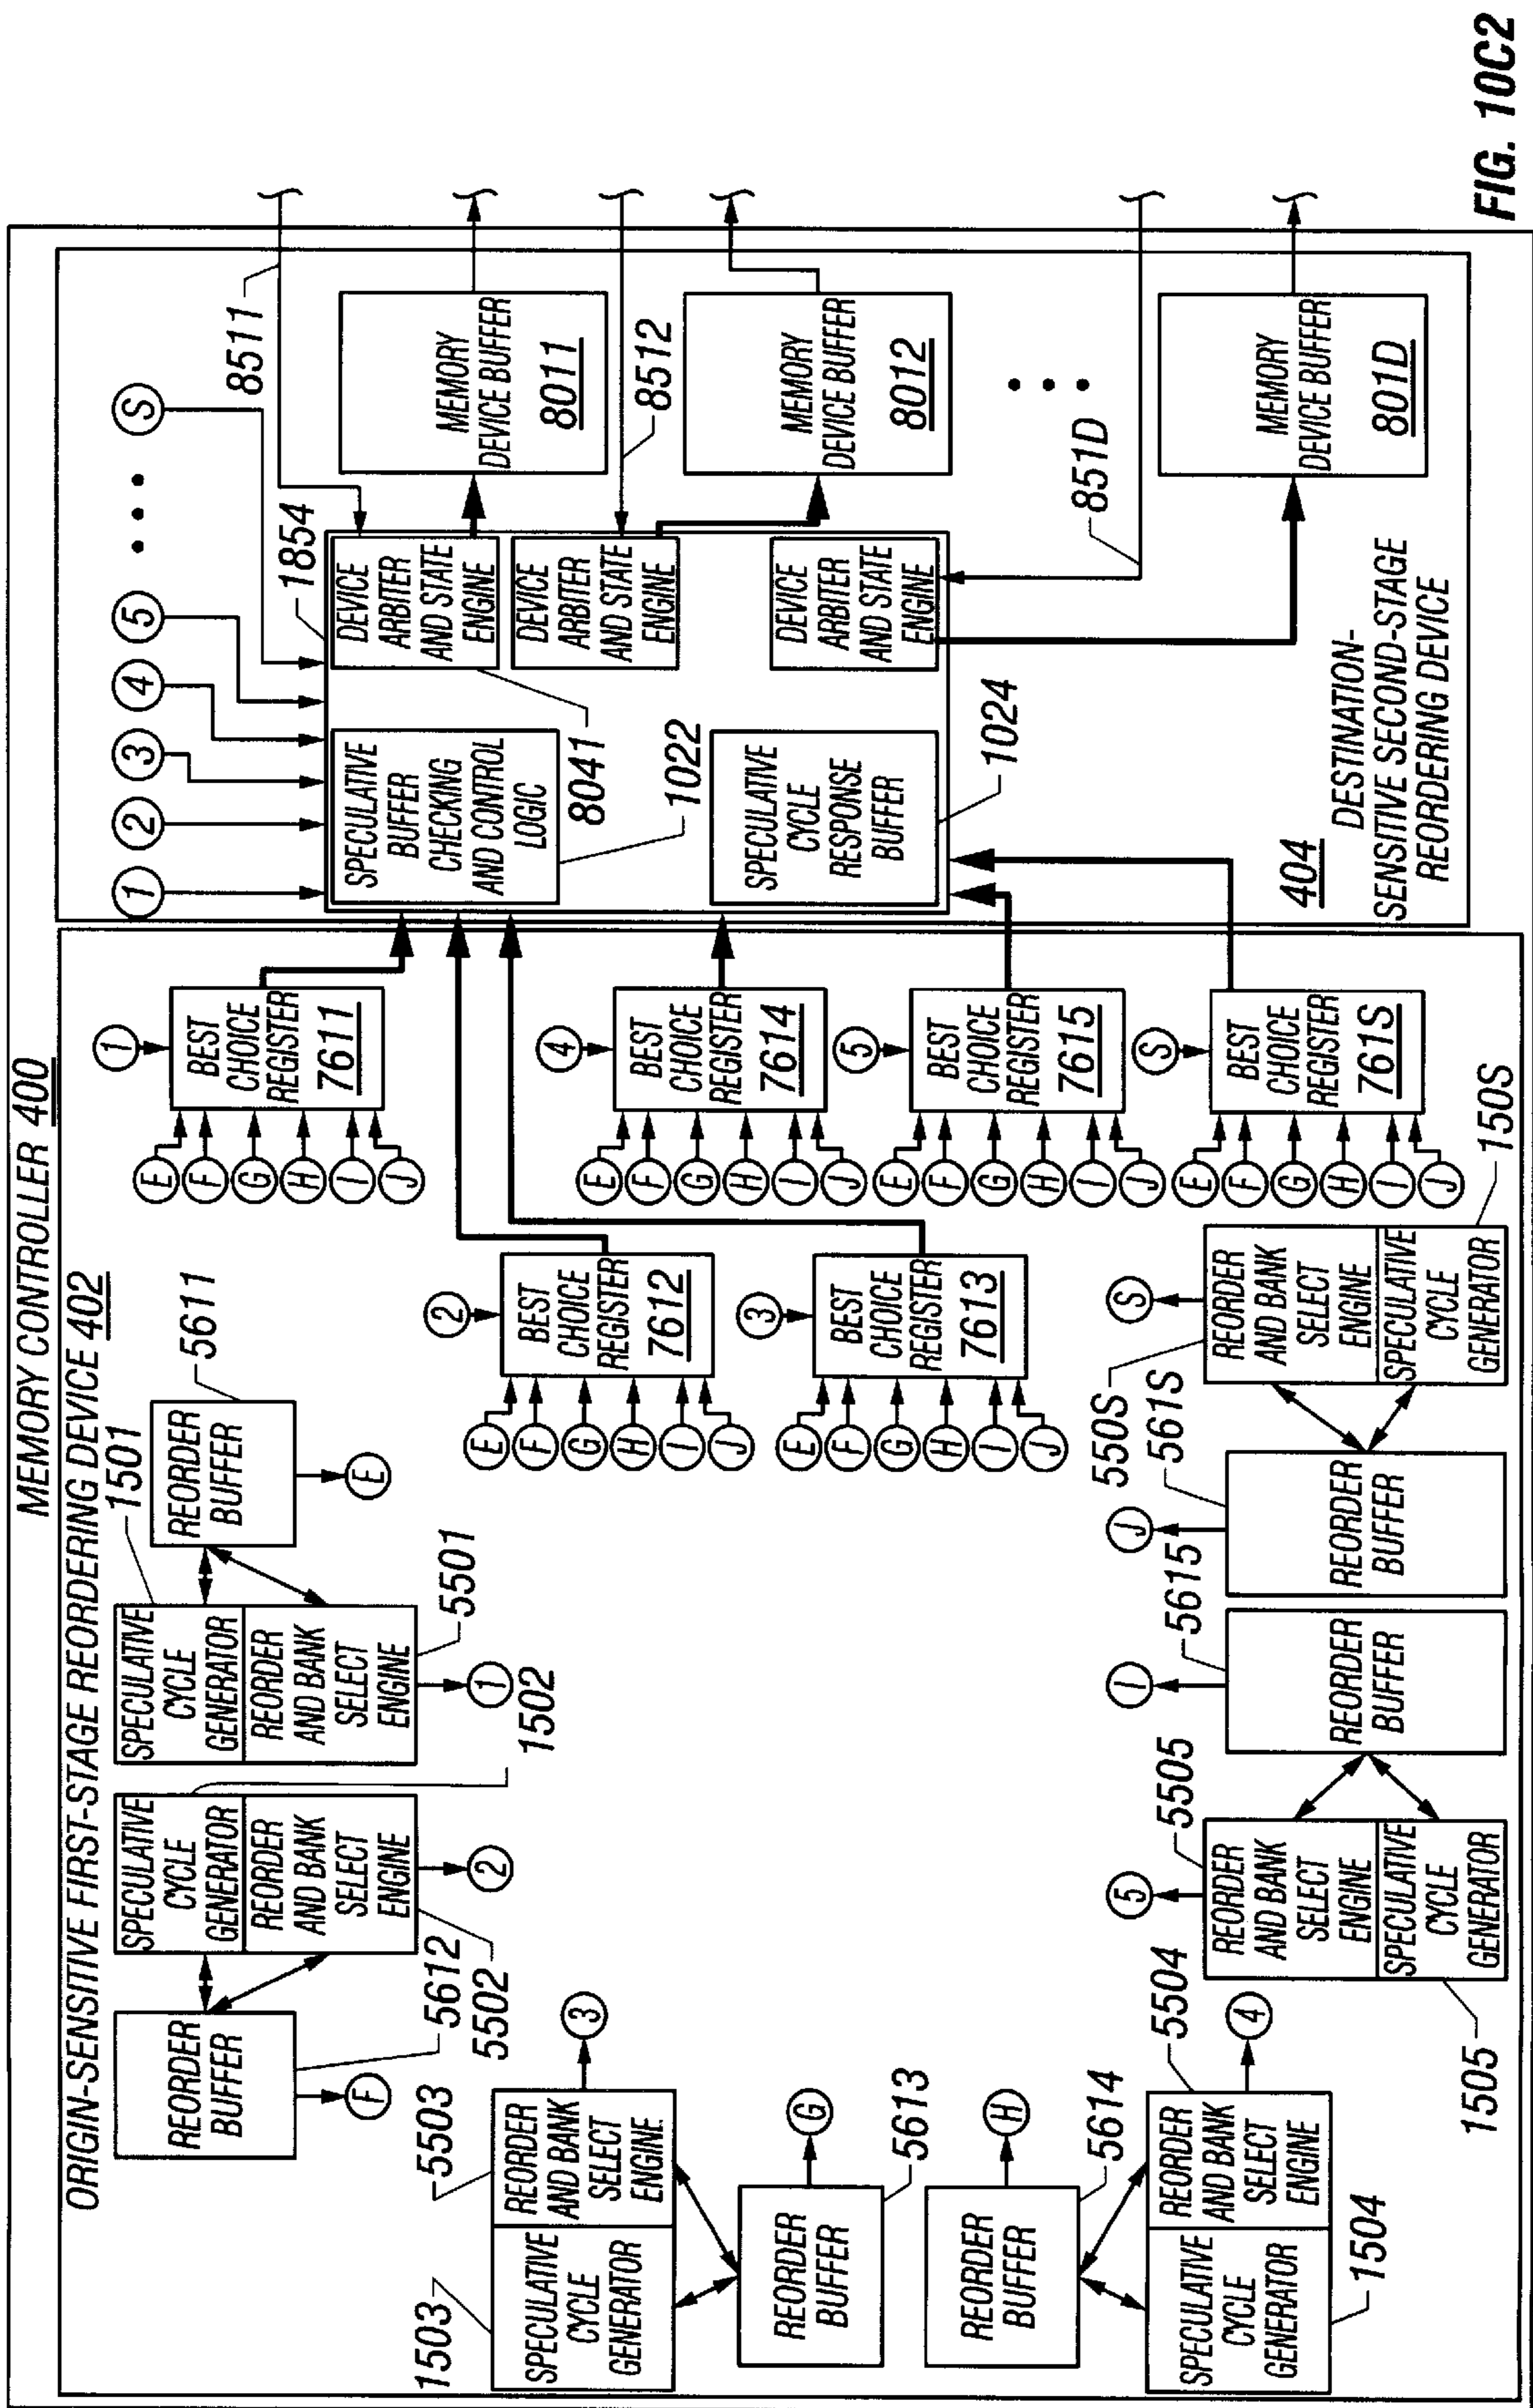 MEMORY CONTROLLER 400
ORIGIN-SENSITIVE FIRST-STAGE REORDERING DEVICE 402
REORDER
BUFFER
5612
F
SPECULATIVE
CYCLE
GENERATOR
1502
REORDER
AND BANK
SELECT
ENGINE
5502
2
SPECULATIVE
CYCLE
GENERATOR
1501
REORDER
AND BANK
SELECT
ENGINE
5501
1
REORDER
BUFFER
5611
E
1503
SPECULATIVE
CYCLE
GENERATOR
5503
REORDER
AND BANK
SELECT
ENGINE
3
REORDER
BUFFER
5613
G
REORDER
BUFFER
5614
H
SPECULATIVE
CYCLE
GENERATOR
1504
REORDER
AND BANK
SELECT
ENGINE
5504
4
5
REORDER
AND BANK
SELECT
ENGINE
5505
SPECULATIVE
CYCLE
GENERATOR
1505
I
5615
REORDER
BUFFER
J
561S
REORDER
BUFFER
S
550S
REORDER
AND BANK
SELECT
ENGINE
SPECULATIVE
CYCLE
GENERATOR
150S
1
BEST
CHOICE
REGISTER
7611
E
F
G
H
I
J
2
BEST
CHOICE
REGISTER
7612
E
F
G
H
I
J
3
BEST
CHOICE
REGISTER
7613
E
F
G
H
I
J
4
BEST
CHOICE
REGISTER
7614
E
F
G
H
I
J
5
BEST
CHOICE
REGISTER
7615
E
F
G
H
I
J
S
BEST
CHOICE
REGISTER
761S
E
F
G
H
I
J
1
2
3
4
5
• • •
S
1854
SPECULATIVE
BUFFER
CHECKING
AND CONTROL
LOGIC
1022
8041
SPECULATIVE
CYCLE
RESPONSE
BUFFER
1024
DEVICE
ARBITER
AND STATE
ENGINE
DEVICE
ARBITER
AND STATE
ENGINE
DEVICE
ARBITER
AND STATE
ENGINE
8511
MEMORY
DEVICE BUFFER
8011
8512
MEMORY
DEVICE BUFFER
8012
• • •
851D
MEMORY
DEVICE BUFFER
801D
404
DESTINATION-
SENSITIVE SECOND-STAGE
REORDERING DEVICE
FIG. 10C2